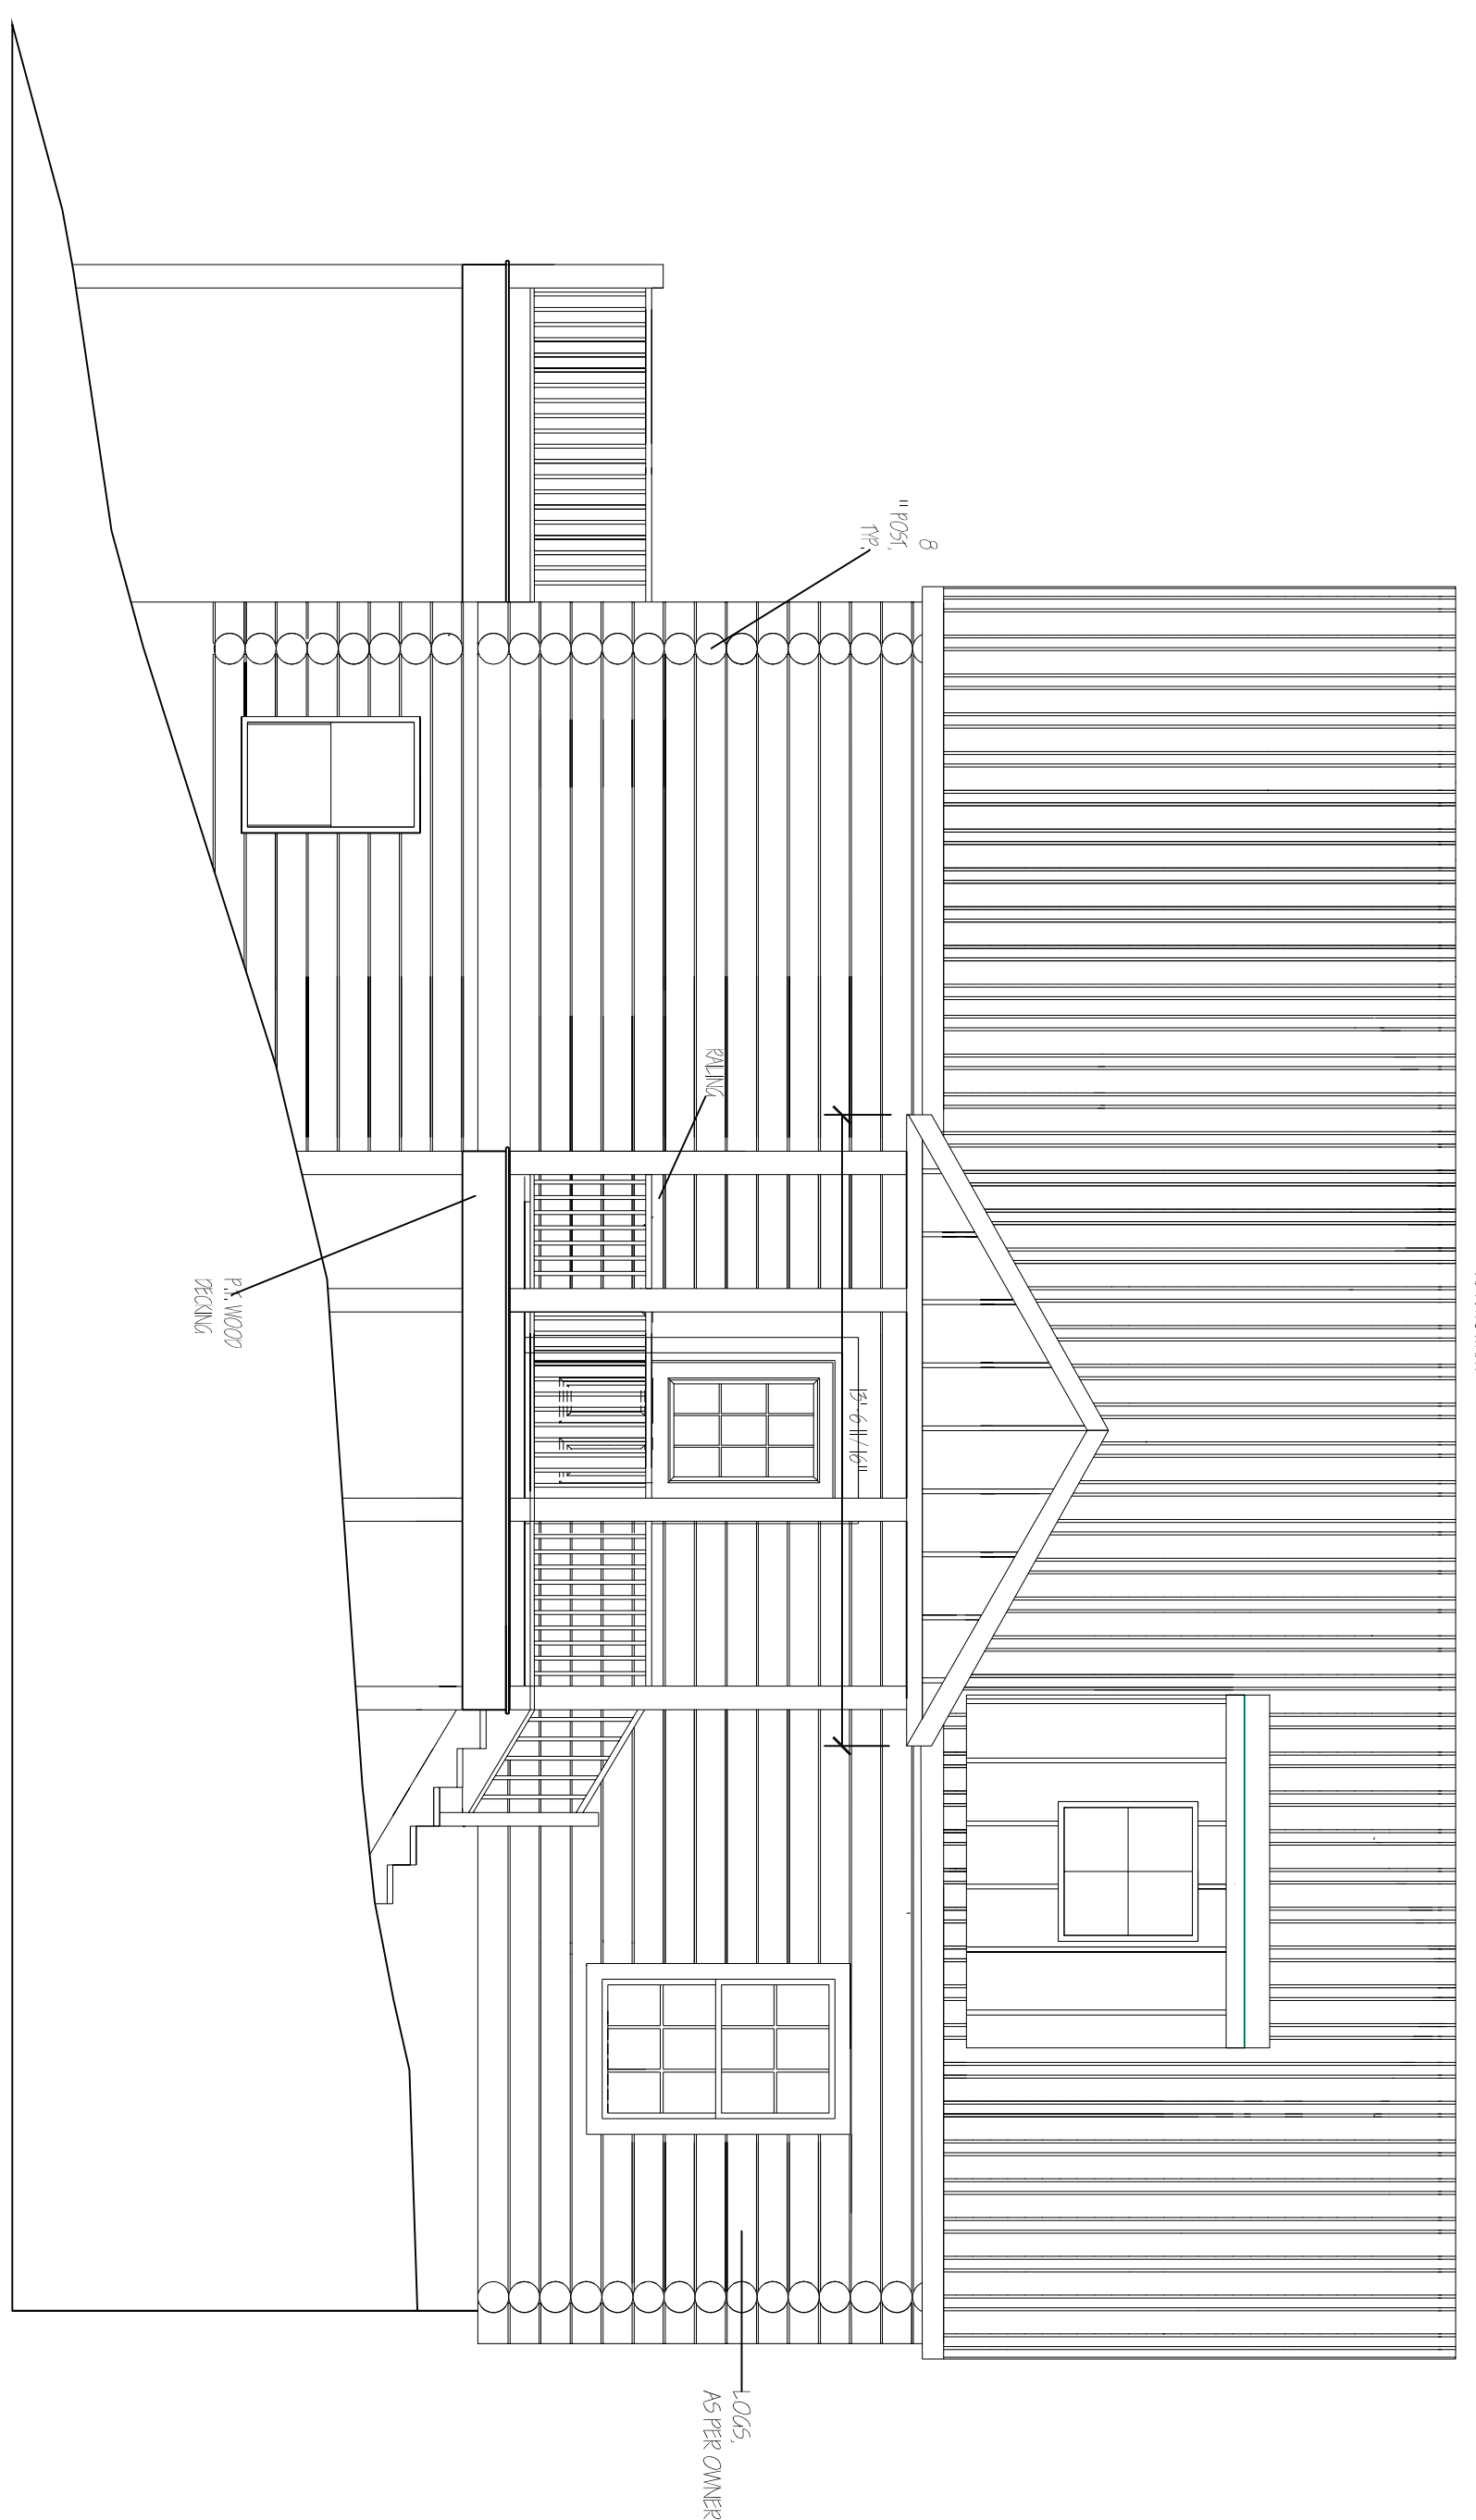 8
" POST,
TYP.
RAILING
13'-6 11/16"
P.T. WOOD
DECKING
LOGS,
AS PER OWNER